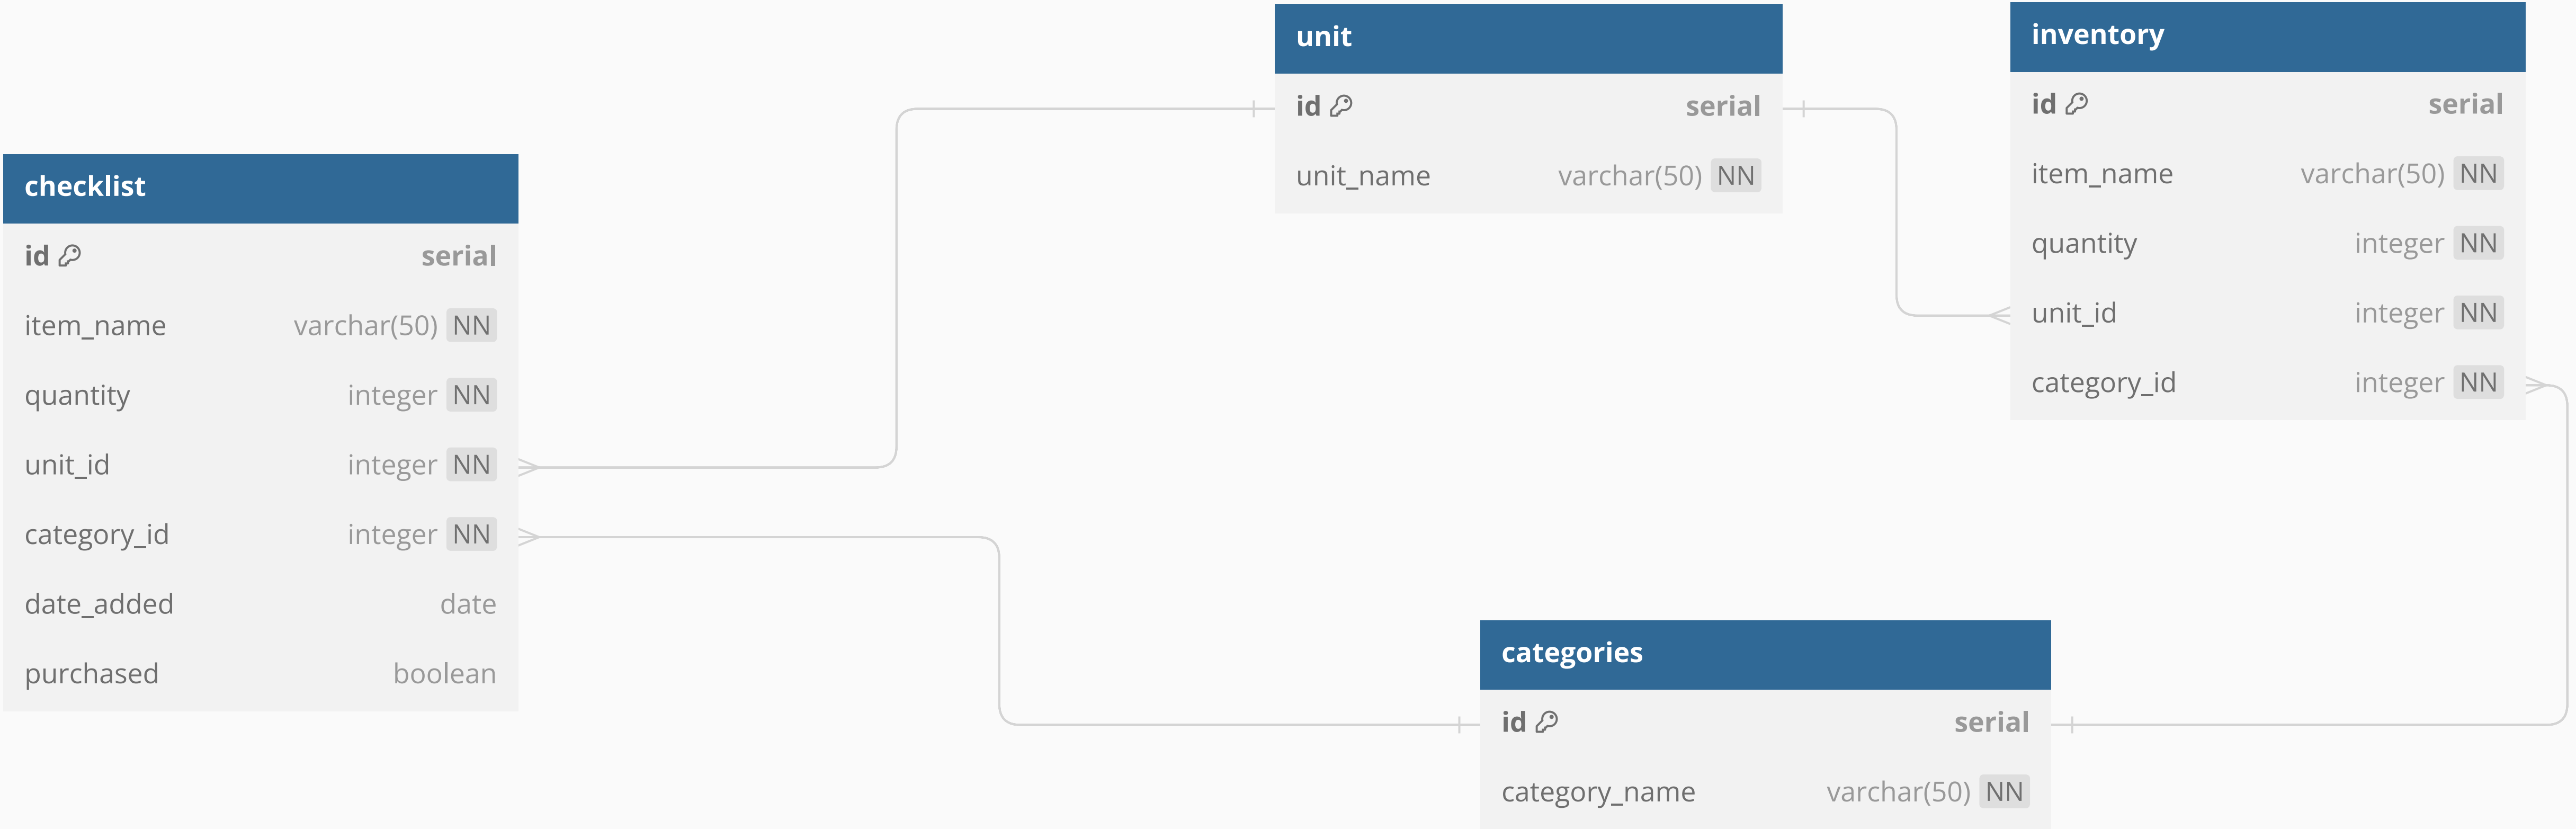 checklist
id serial
item_name varchar(50) NN
quantity integer NN
unit_id integer NN
category_id integer NN
date_added date
purchased boolean
unit
id serial
unit_name varchar(50) NN
inventory
id serial
item_name varchar(50) NN
quantity integer NN
unit_id integer NN
category_id integer NN
categories
id serial
category_name varchar(50) NN